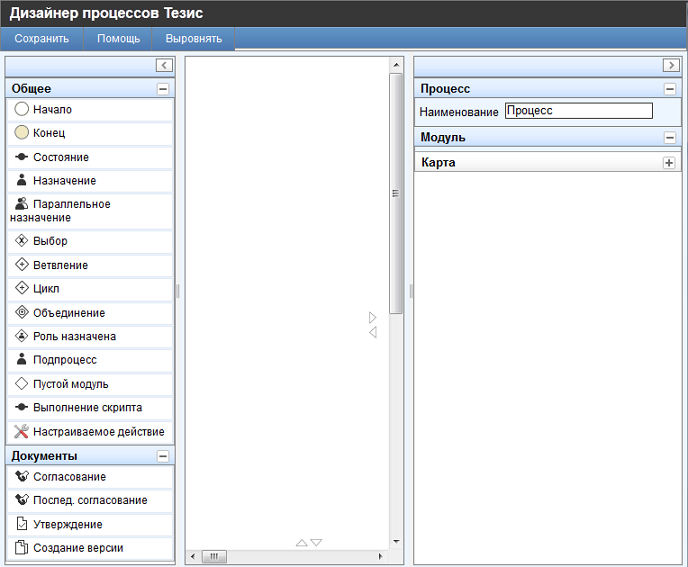 Дизайнер процессов Тезис
Сохранить Помощь Выровнять
Общее
Начало
Конец
Состояние
Назначение
Параллельное
назначение
Выбор
Ветвление
Цикл
Объединение
Роль назначена
Подпроцесс
Пустой модуль
Выполнение скрипта
Настраиваемое действие
Документы
Согласование
Послед. согласование
Утверждение
Создание версии
Процесс
Наименование Процесс
Модуль
Карта